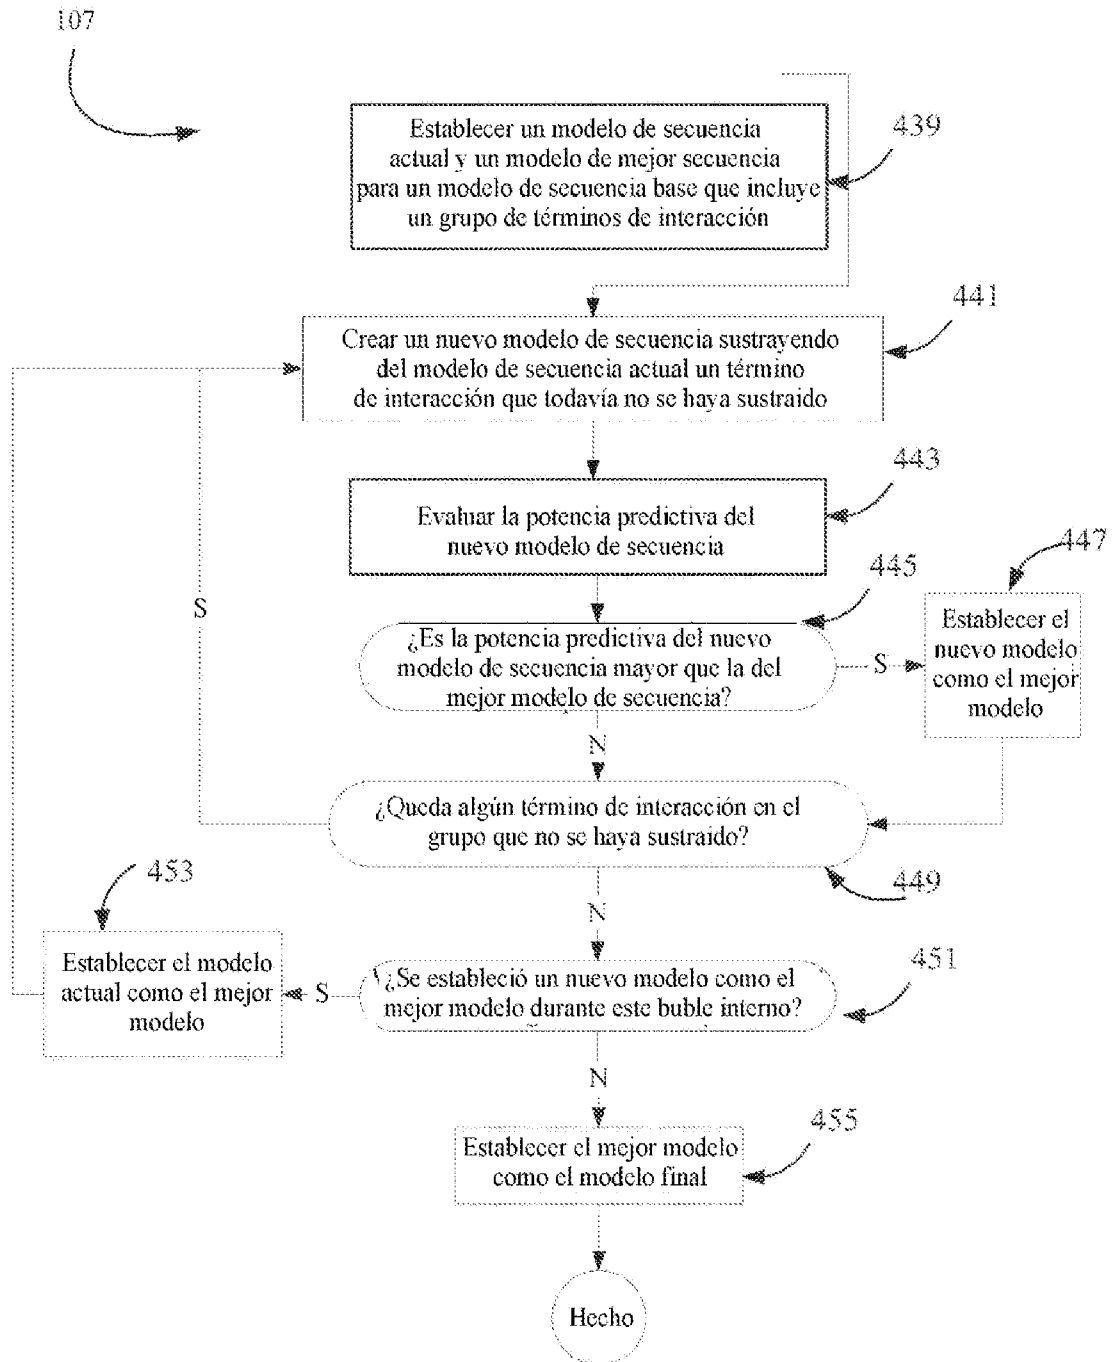 107
Establecer un modelo de secuencia
actual y un modelo de mejor secuencia
para un modelo de secuencia base que incluye
un grupo de términos de interacción
439
441
Crear un nuevo modelo de secuencia sustrayendo
del modelo de secuencia actual un término
de interacción que todavía no se haya sustraido
443
Evaluar la potencia predictiva del
nuevo modelo de secuencia
445
447
S
¿Es la potencia predictiva del nuevo
modelo de secuencia mayor que la del
mejor modelo de secuencia?
S
Establecer el
nuevo modelo
como el mejor
modelo
N
¿Queda algún término de interacción en el
grupo que no se haya sustraido?
449
453
N
Establecer el modelo
actual como el mejor
modelo
S
¿Se estableció un nuevo modelo como el
mejor modelo durante este buble interno?
451
N
455
Establecer el mejor modelo
como el modelo final
Hecho